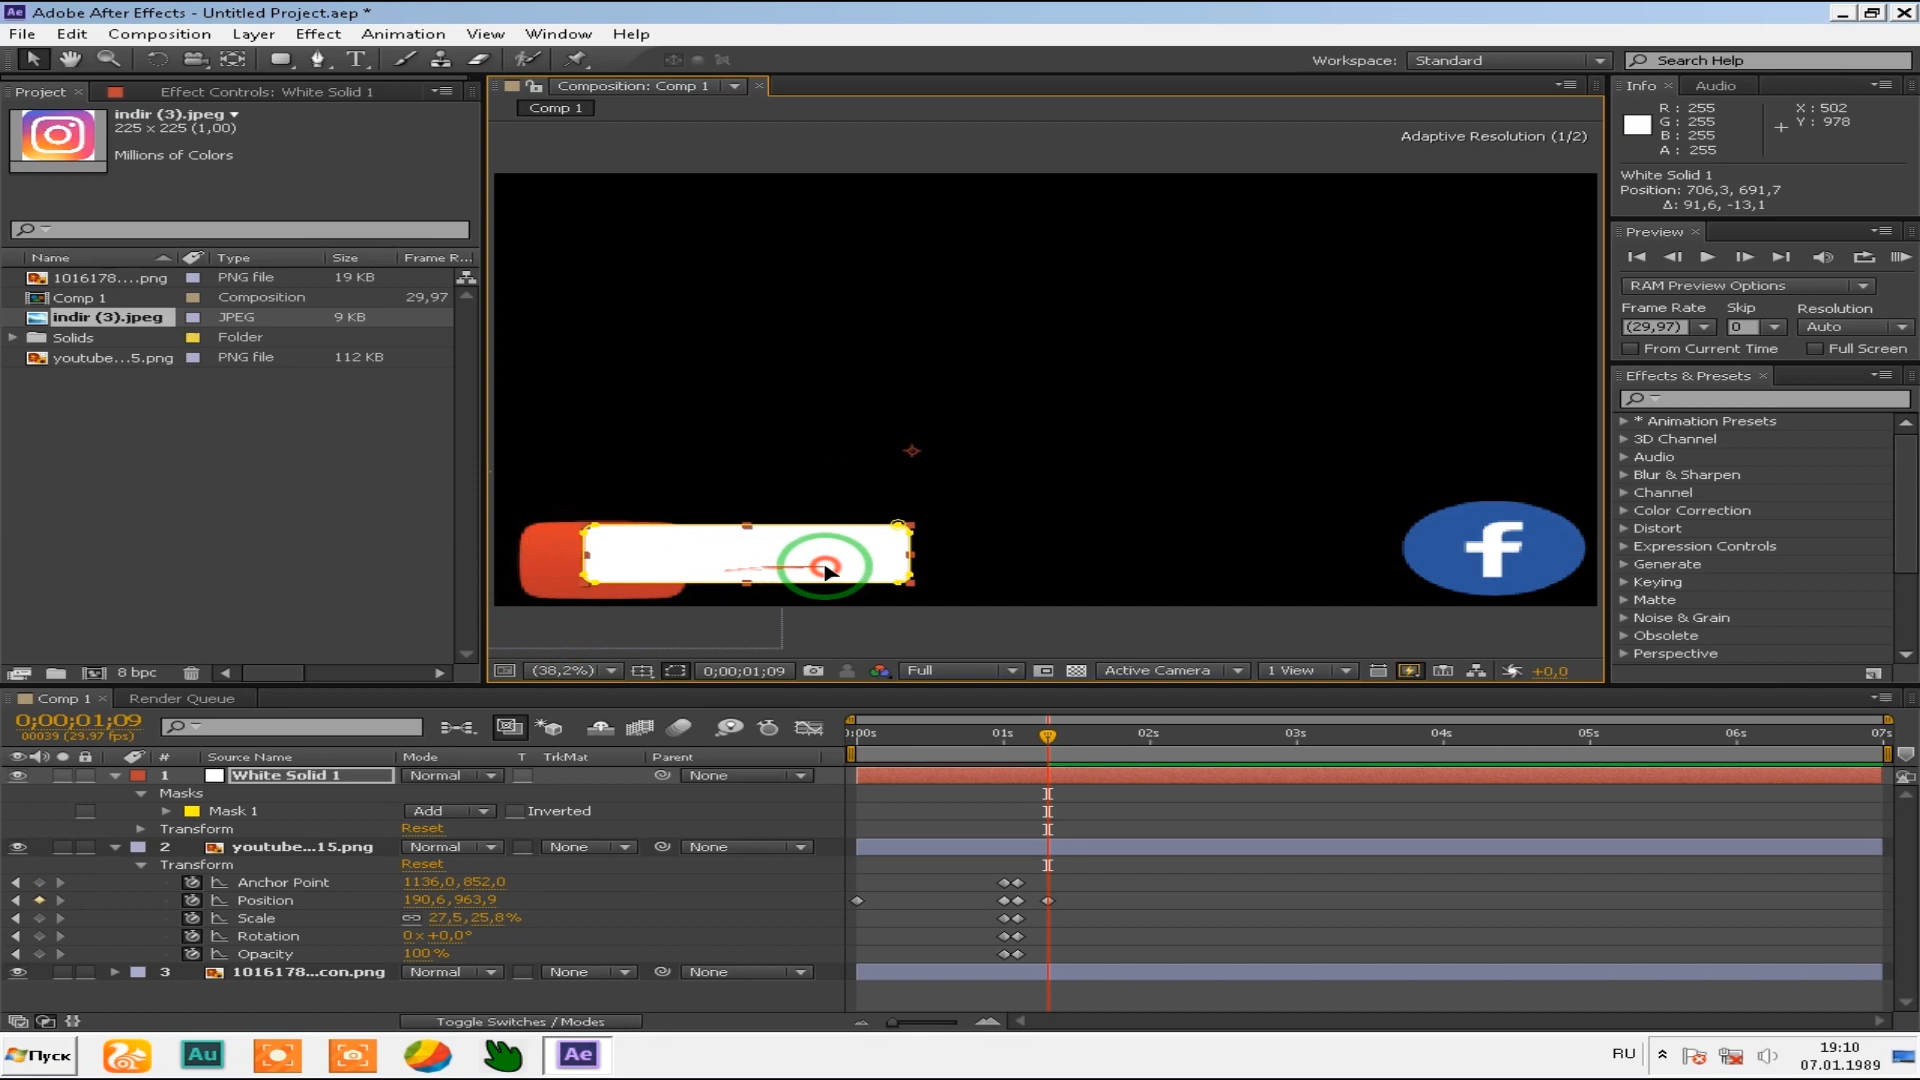 Adobe After Effects - Untitled Project.aep *
File Edit Composition Layer Effect Animation View Window Help
Workspace: Standard Search Help
Project Effect Controls: White Solid 1
indir (3).jpeg
225 x 225 (1,00)
Millions of Colors
Name Type Size Frame R...
1016178....png PNG file 19 KB
Comp 1 Composition 29,97
indir (3).jpeg JPEG 9 KB
Solids Folder
youtube...5.png PNG file 112 KB
8 bpc
Composition: Comp 1
Comp 1
Adaptive Resolution (1/2)
f
(38,2%) 0;00;01;09 Full Active Camera 1 View +0,0
Info Audio
R : 255 X : 502
G : 255 Y : 978
B : 255
A : 255
White Solid 1
Position: 706,3, 691,7
Δ: 91,6, -13,1
Preview
RAM Preview Options
Frame Rate Skip Resolution
(29,97) 0 Auto
From Current Time Full Screen
Effects & Presets
* Animation Presets
3D Channel
Audio
Blur & Sharpen
Channel
Color Correction
Distort
Expression Controls
Generate
Keying
Matte
Noise & Grain
Obsolete
Perspective
Comp 1 Render Queue
0;00;01;09
00039 (29.97 fps)
):00s 01s 02s 03s 04s 05s 06s 07s
# Source Name Mode T TrkMat Parent
1 White Solid 1 Normal None
Masks
Mask 1 Add Inverted
Transform Reset
2 youtube...15.png Normal None None
Transform Reset
Anchor Point 1136,0,852,0
Position 190,6,963,9
Scale 27,5,25,8%
Rotation 0x+0,0°
Opacity 100%
3 1016178...con.png Normal None None
Toggle Switches / Modes
Пуск Au Ae RU 19:10
07.01.1989